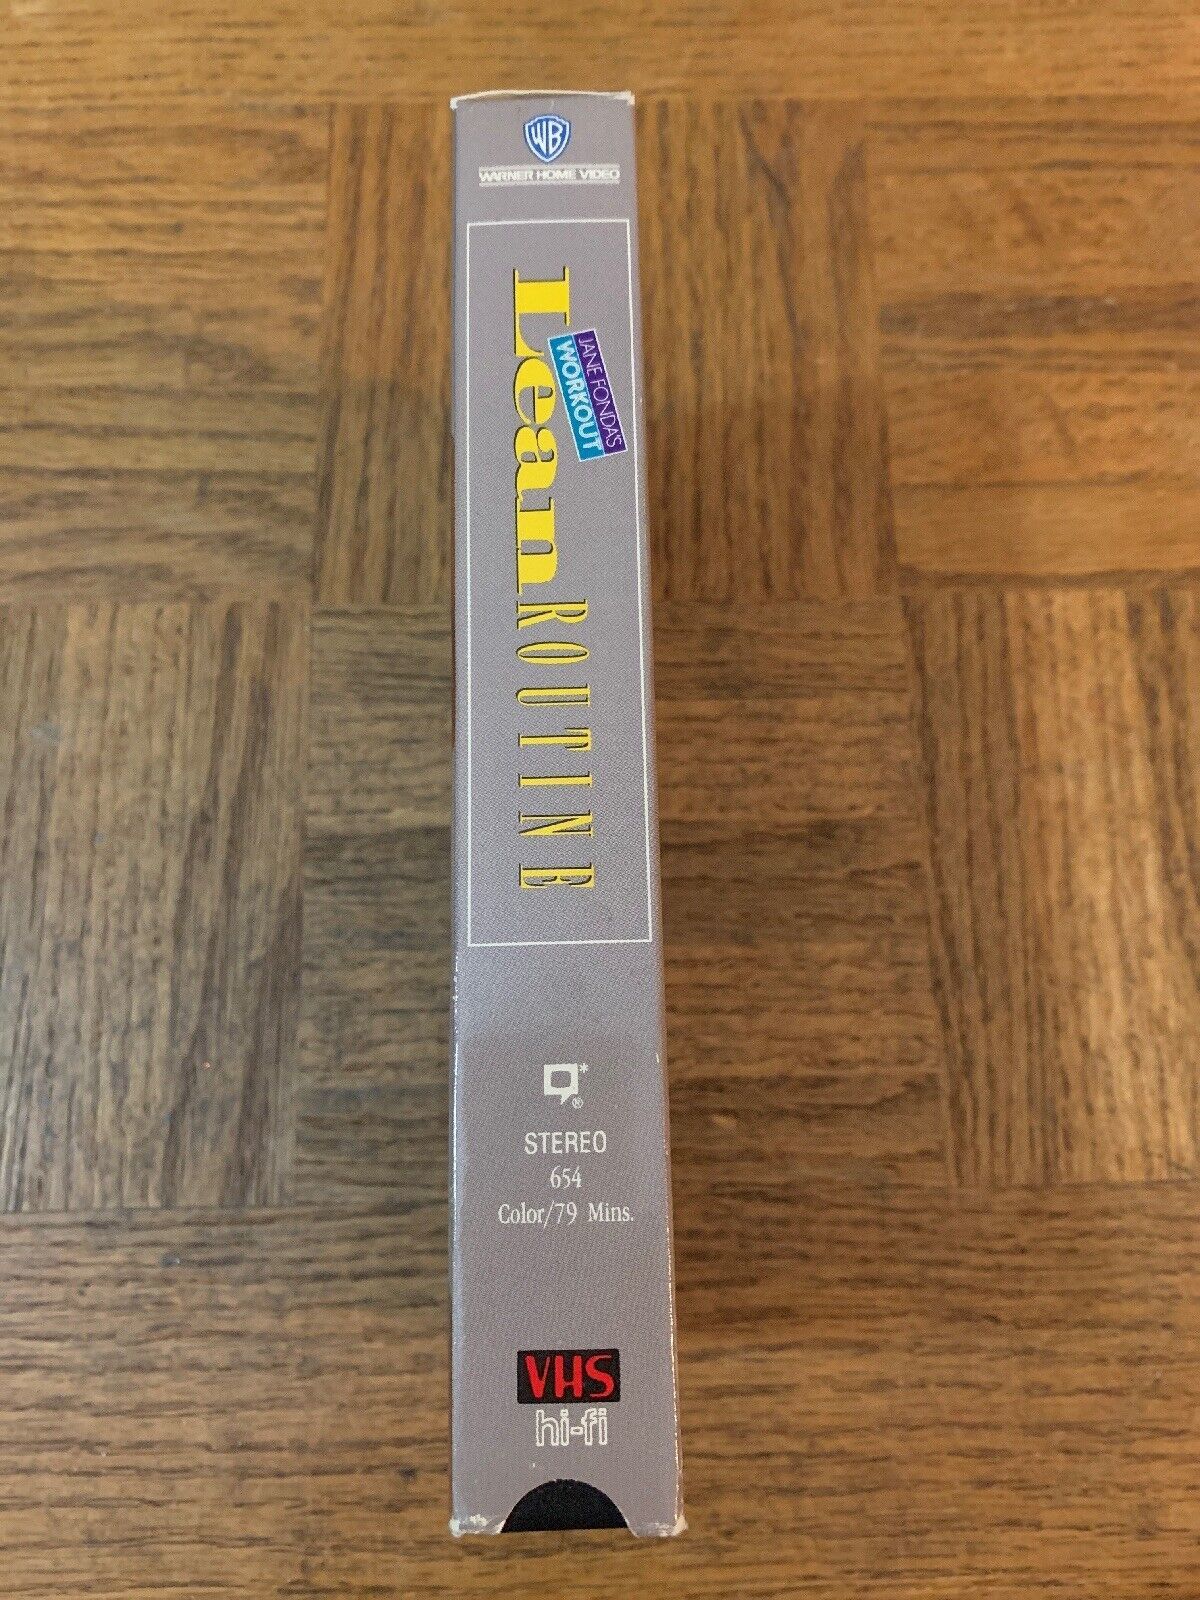 WB
WARNER HOME VIDEO
JANE FONDA'S
WORKOUT
Lean ROUTINE
®
STEREO
654
Color/79 Mins.
VHS
hi-fi